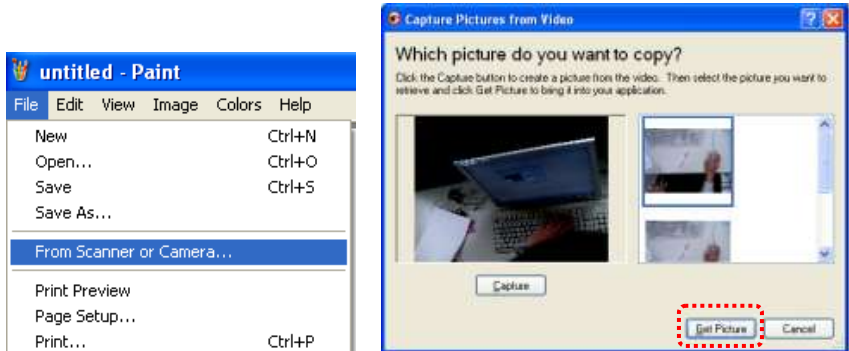 untitled - Paint
File Edit View Image Colors Help
New Ctrl+N
Open... Ctrl+O
Save Ctrl+S
Save As...
From Scanner or Camera...
Print Preview
Page Setup...
Print... Ctrl+P
Capture Pictures from Video
Which picture do you want to copy?
Click the Capture button to create a picture from the video. Then select the picture you want to
retrieve and click Get Picture to bring it into your application.
Capture
Get Picture Cancel